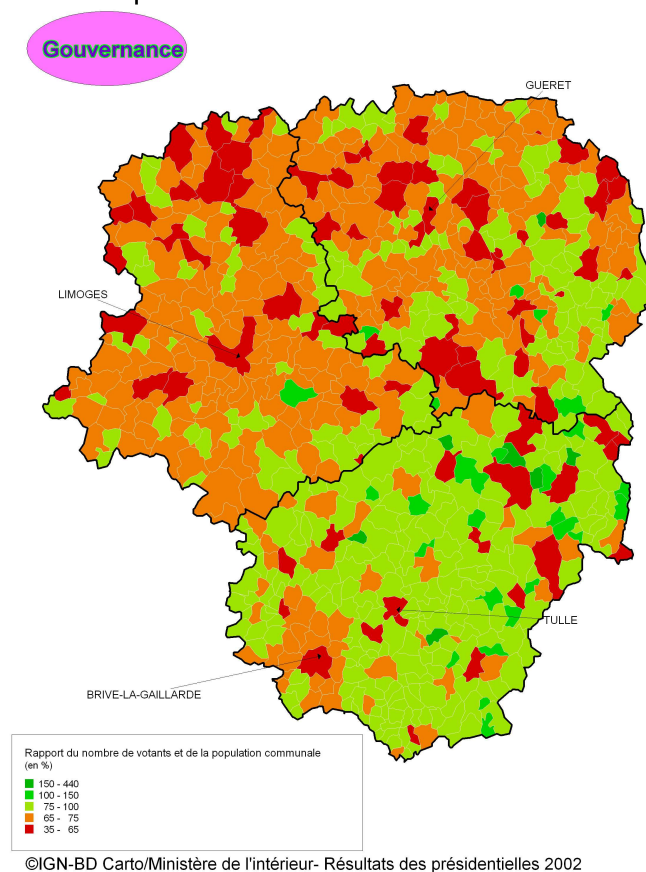 Gouvernance
GUERET
LIMOGES
TULLE
BRIVE-LA-GAILLARDE
Rapport du nombre de votants et de la population communale
(en %)
150 - 440
100 - 150
75 - 100
65 - 75
35 - 65
©IGN-BD Carto/Ministère de l'intérieur- Résultats des présidentielles 2002